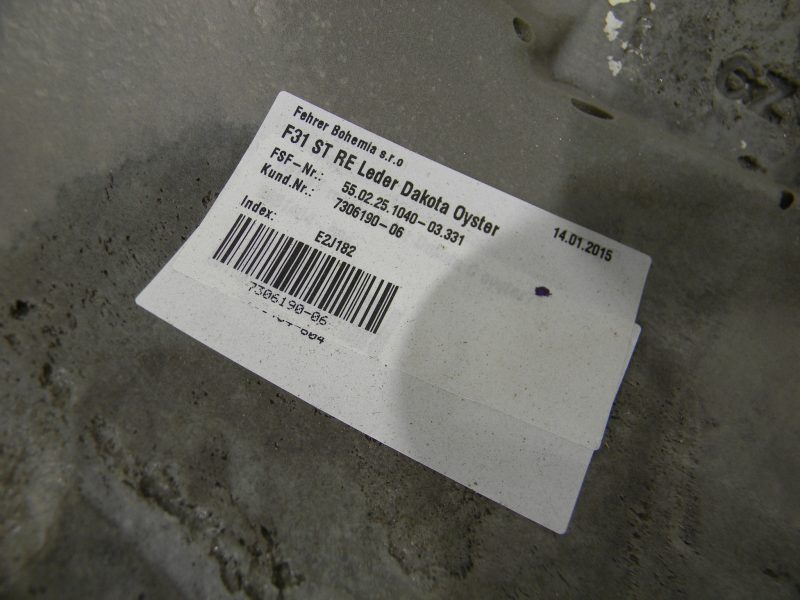 Fehrer Bohemia s.r.o
F31 ST RE Leder Dakota Oyster
FSF-Nr.: 55.02.25.1040-03.331 14.01.2015
Kund.Nr.: 7306190-06
Index: E2J182
7306190-06
CZ